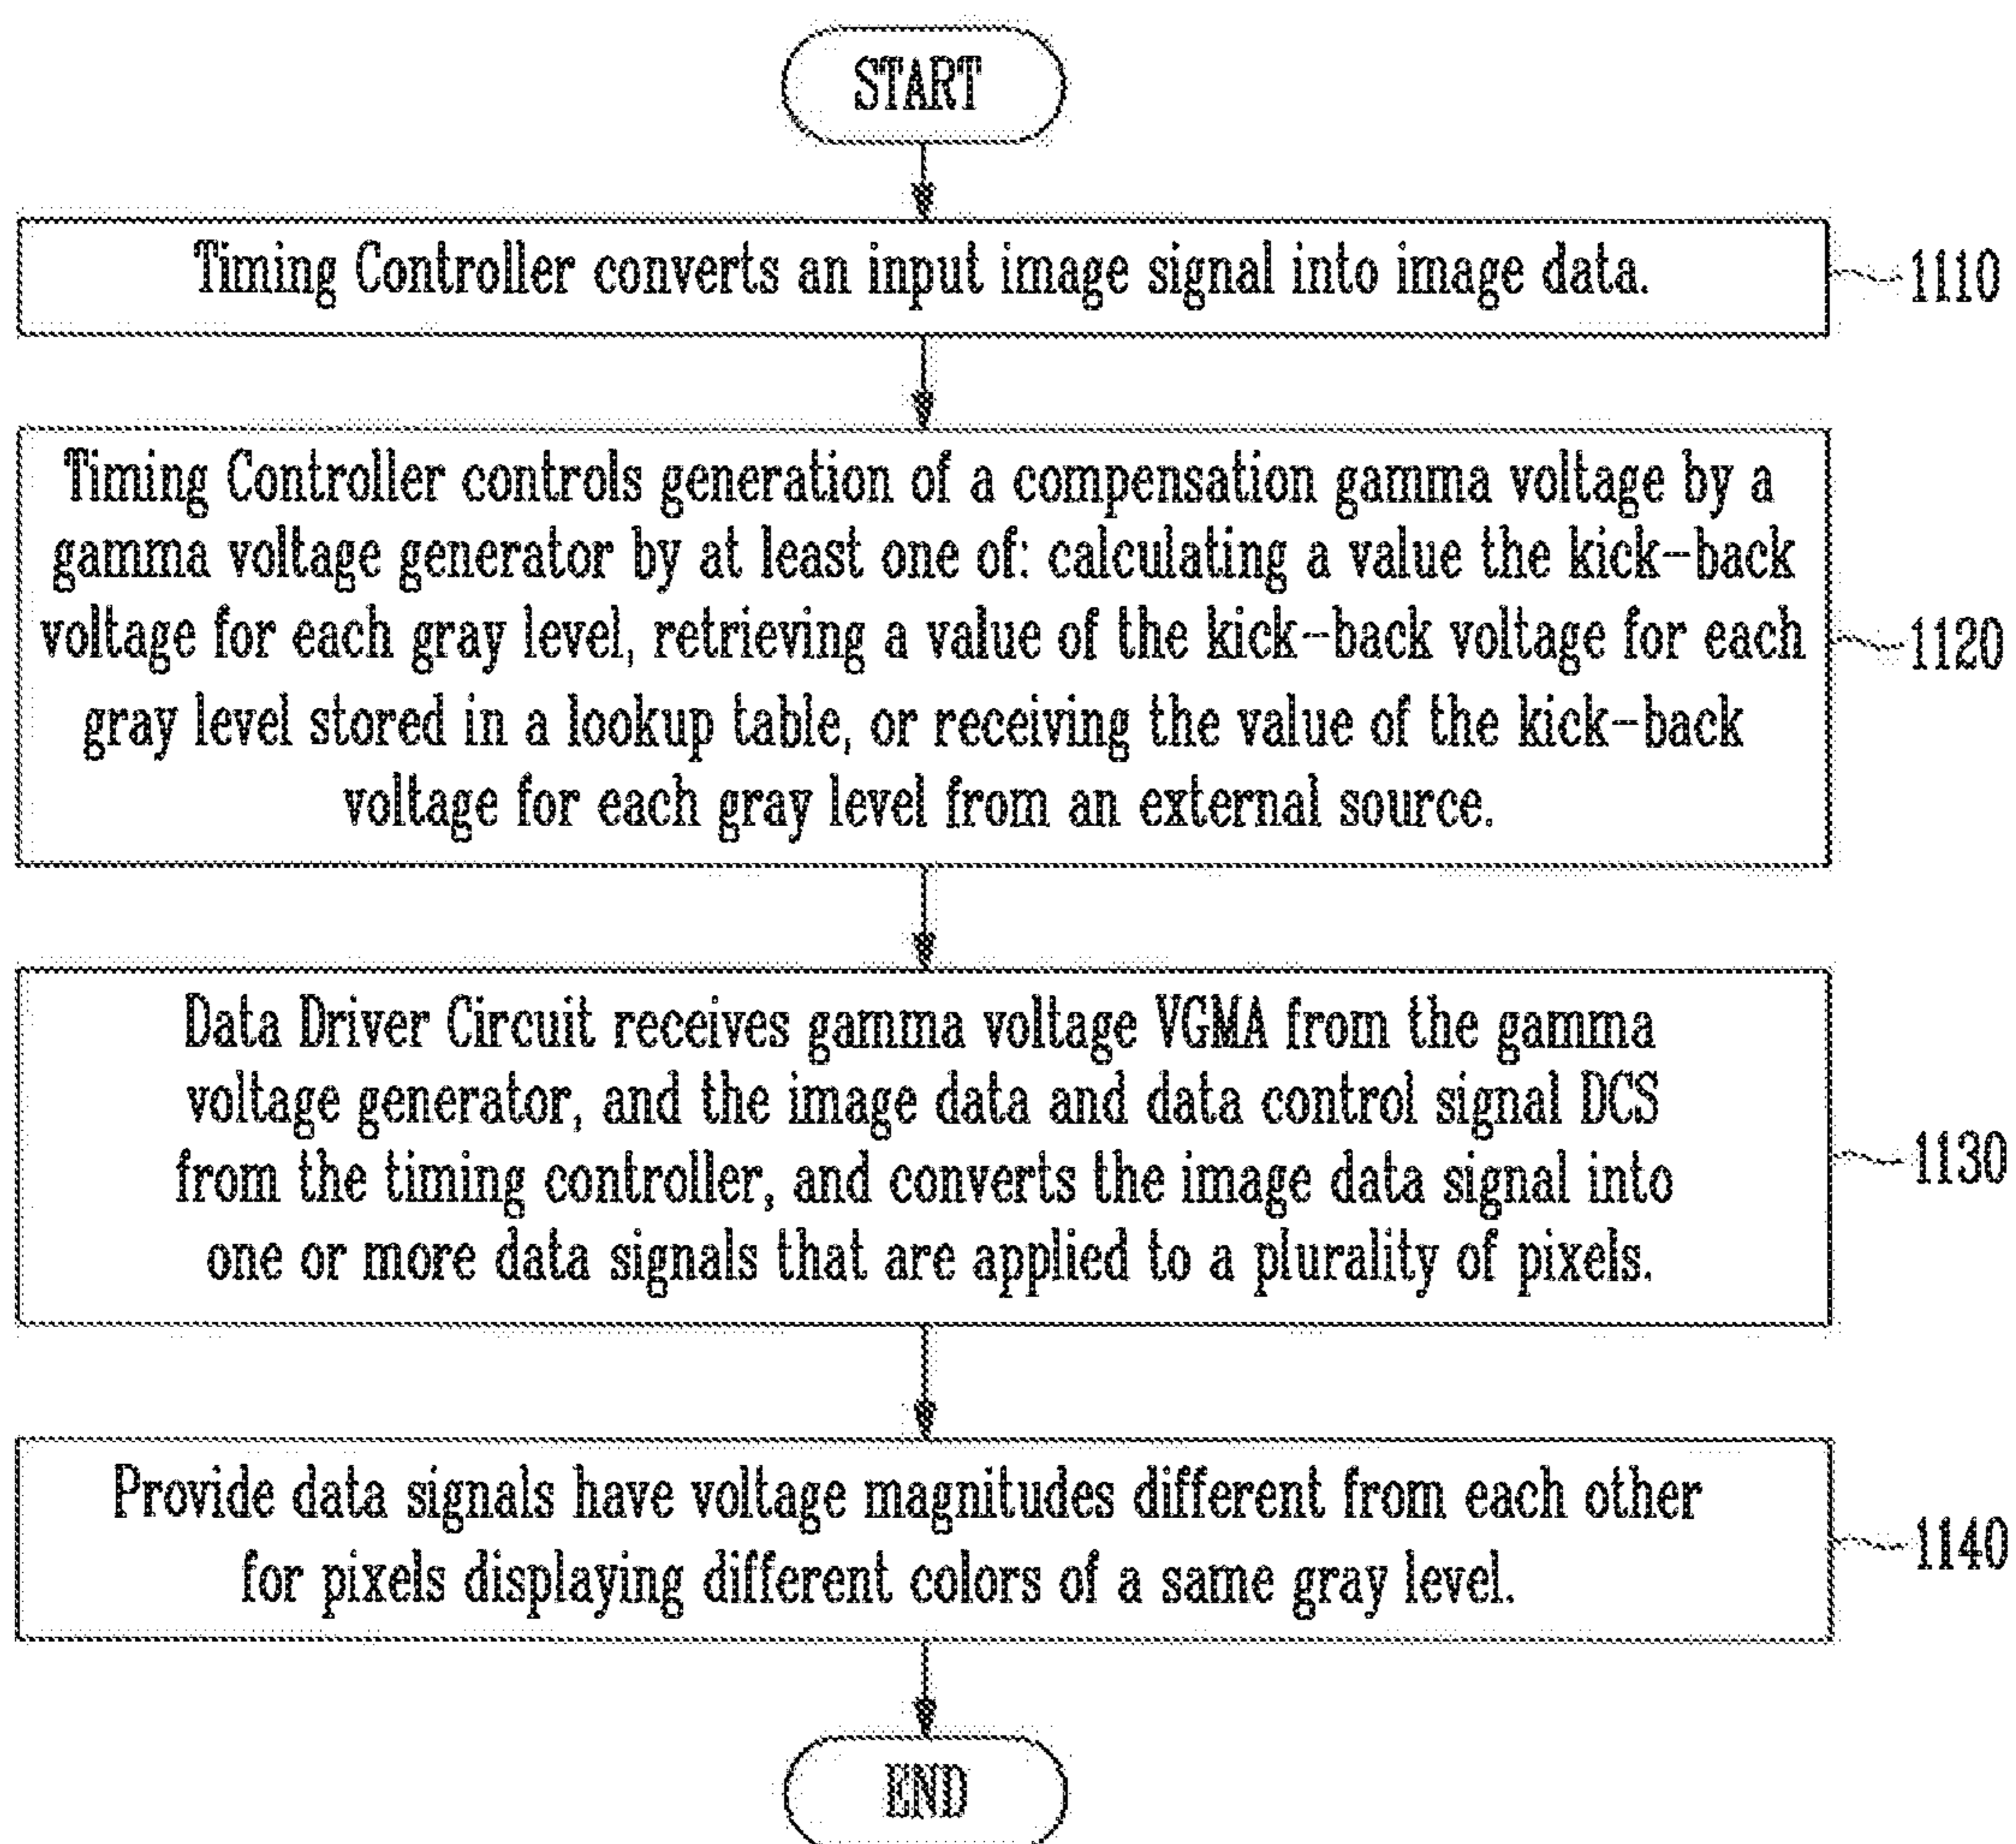 START
Timing Controller converts an input image signal into image data.
1110
Timing Controller controls generation of a compensation gamma voltage by a
gamma voltage generator by at least one of: calculating a value the kick-back
voltage for each gray level, retrieving a value of the kick-back voltage for each
gray level stored in a lookup table, or receiving the value of the kick-back
voltage for each gray level from an external source.
1120
Data Driver Circuit receives gamma voltage VGMA from the gamma
voltage generator, and the image data and data control signal DCS
from the timing controller, and converts the image data signal into
one or more data signals that are applied to a plurality of pixels.
1130
Provide data signals have voltage magnitudes different from each other
for pixels displaying different colors of a same gray level.
1140
END